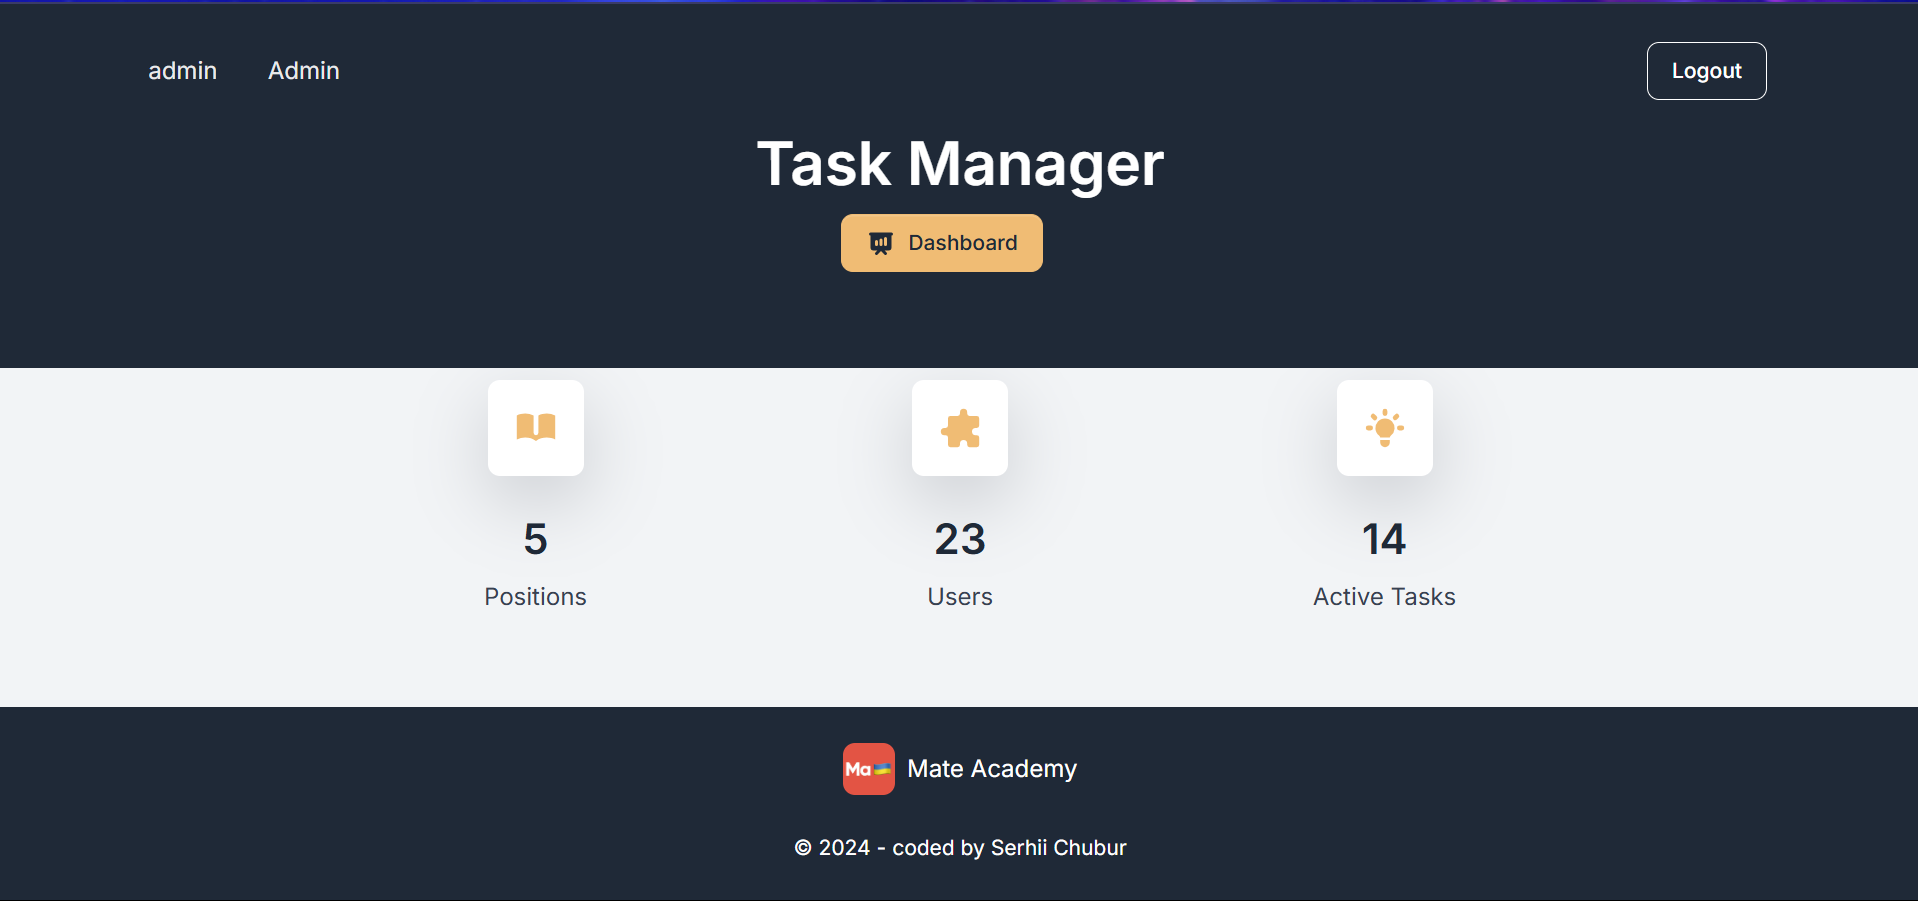 admin Admin Logout
Task Manager
Dashboard
5 23 14
Positions Users Active Tasks
Ma Mate Academy
© 2024 - coded by Serhii Chubur